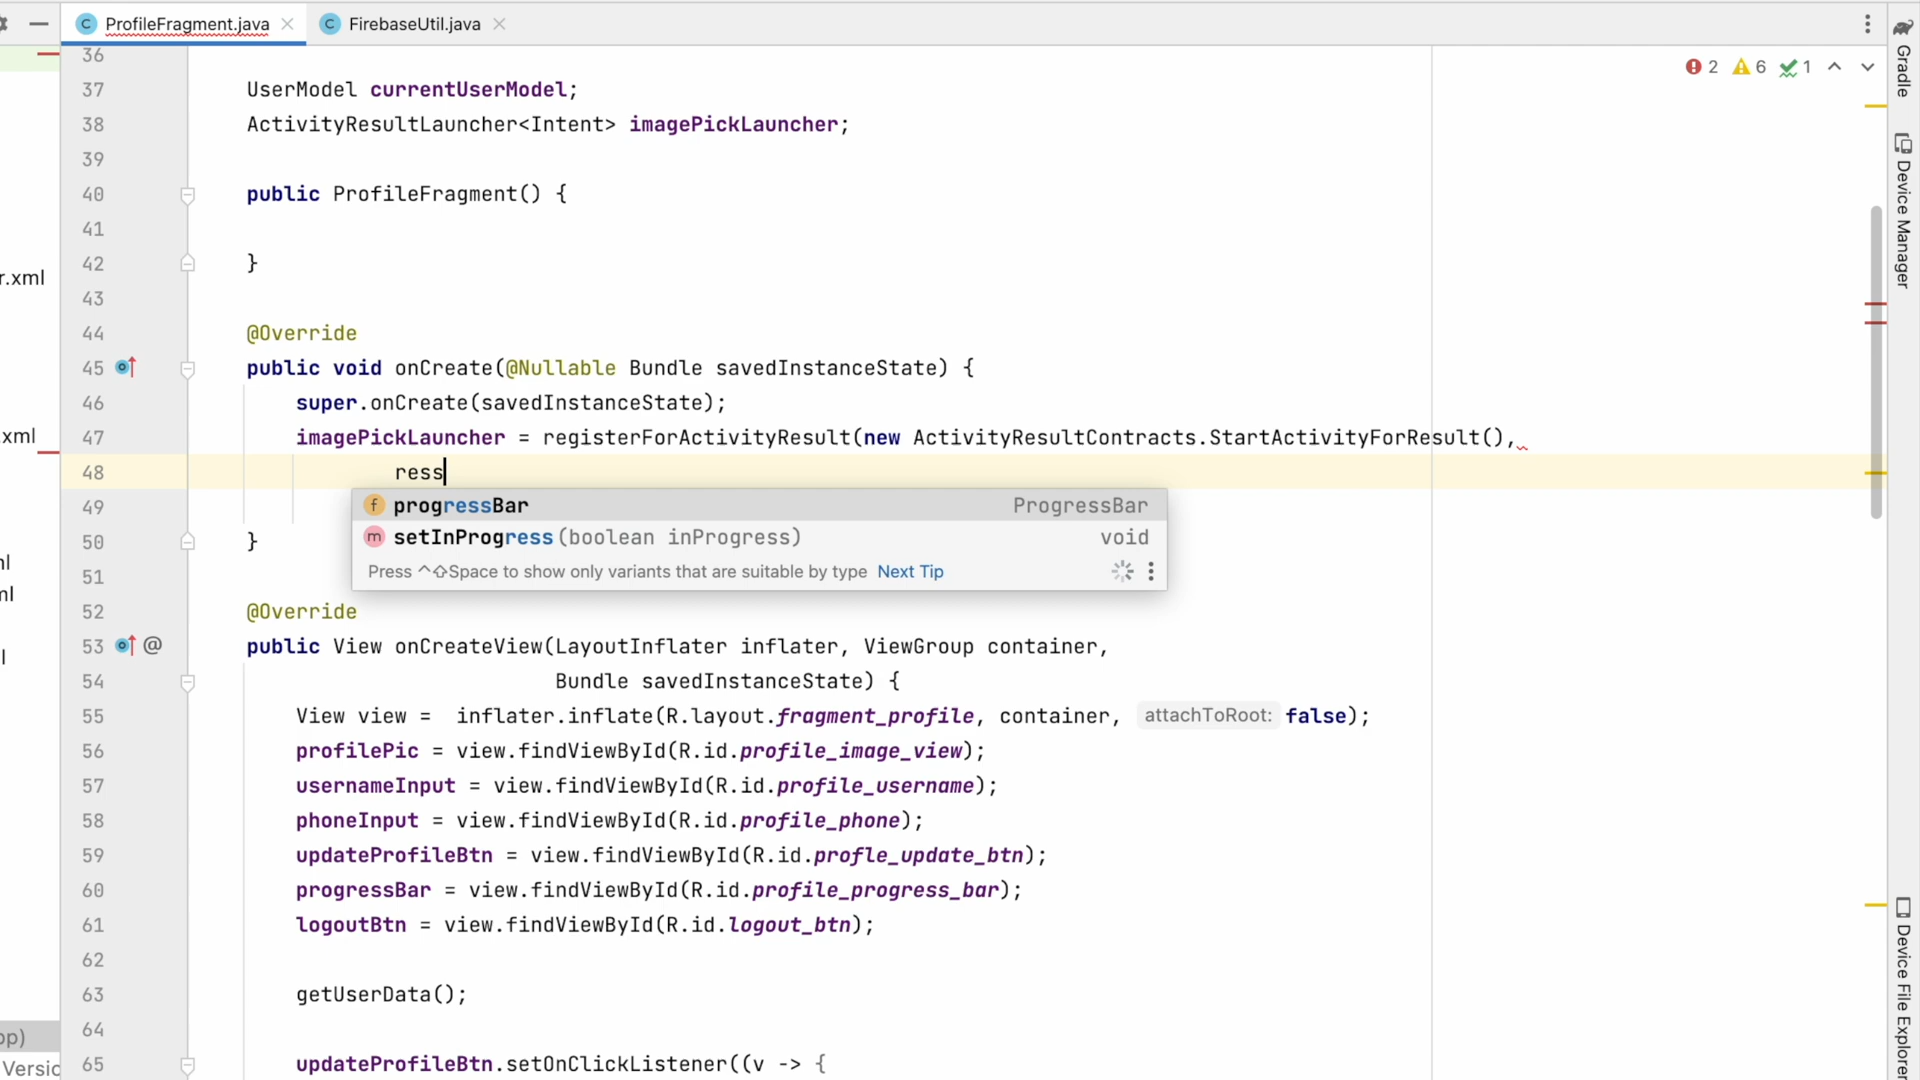 ProfileFragment.java
FirebaseUtil.java
36
2 6 1
37 UserModel currentUserModel;
38 ActivityResultLauncher<Intent> imagePickLauncher;
39
40 public ProfileFragment() {
41
42 }
43
44 @Override
45 public void onCreate(@Nullable Bundle savedInstanceState) {
46 super.onCreate(savedInstanceState);
47 imagePickLauncher = registerForActivityResult(new ActivityResultContracts.StartActivityForResult(),
48 ress
49
f progressBar ProgressBar
m setInProgress(boolean inProgress) void
Press ^⇧Space to show only variants that are suitable by type Next Tip
50 }
51
52 @Override
53 @ public View onCreateView(LayoutInflater inflater, ViewGroup container,
54 Bundle savedInstanceState) {
55 View view = inflater.inflate(R.layout.fragment_profile, container, attachToRoot: false);
56 profilePic = view.findViewById(R.id.profile_image_view);
57 usernameInput = view.findViewById(R.id.profile_username);
58 phoneInput = view.findViewById(R.id.profile_phone);
59 updateProfileBtn = view.findViewById(R.id.profle_update_btn);
60 progressBar = view.findViewById(R.id.profile_progress_bar);
61 logoutBtn = view.findViewById(R.id.logout_btn);
62
63 getUserData();
64
65 updateProfileBtn.setOnClickListener((v -> {
r.xml
.xml
nl
ml
l
op)
Versio
Gradle
Device Manager
Device File Explorer